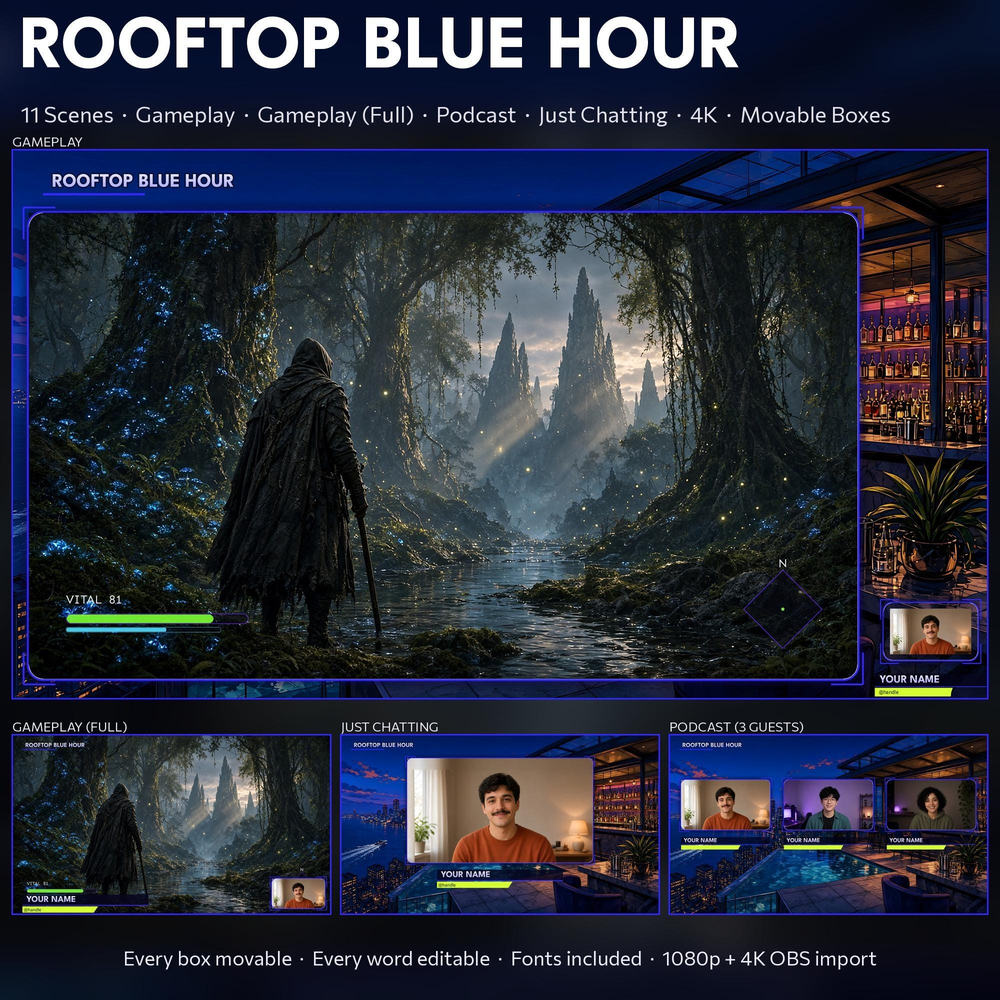 ROOFTOP BLUE HOUR
11 Scenes · Gameplay · Gameplay (Full) · Podcast · Just Chatting · 4K · Movable Boxes
GAMEPLAY
ROOFTOP BLUE HOUR
VITAL 81
N
YOUR NAME
@handle
GAMEPLAY (FULL)
ROOFTOP BLUE HOUR
VITAL 81
YOUR NAME
@handle
JUST CHATTING
ROOFTOP BLUE HOUR
YOUR NAME
@handle
PODCAST (3 GUESTS)
ROOFTOP BLUE HOUR
YOUR NAME
YOUR NAME
YOUR NAME
Every box movable · Every word editable · Fonts included · 1080p + 4K OBS import